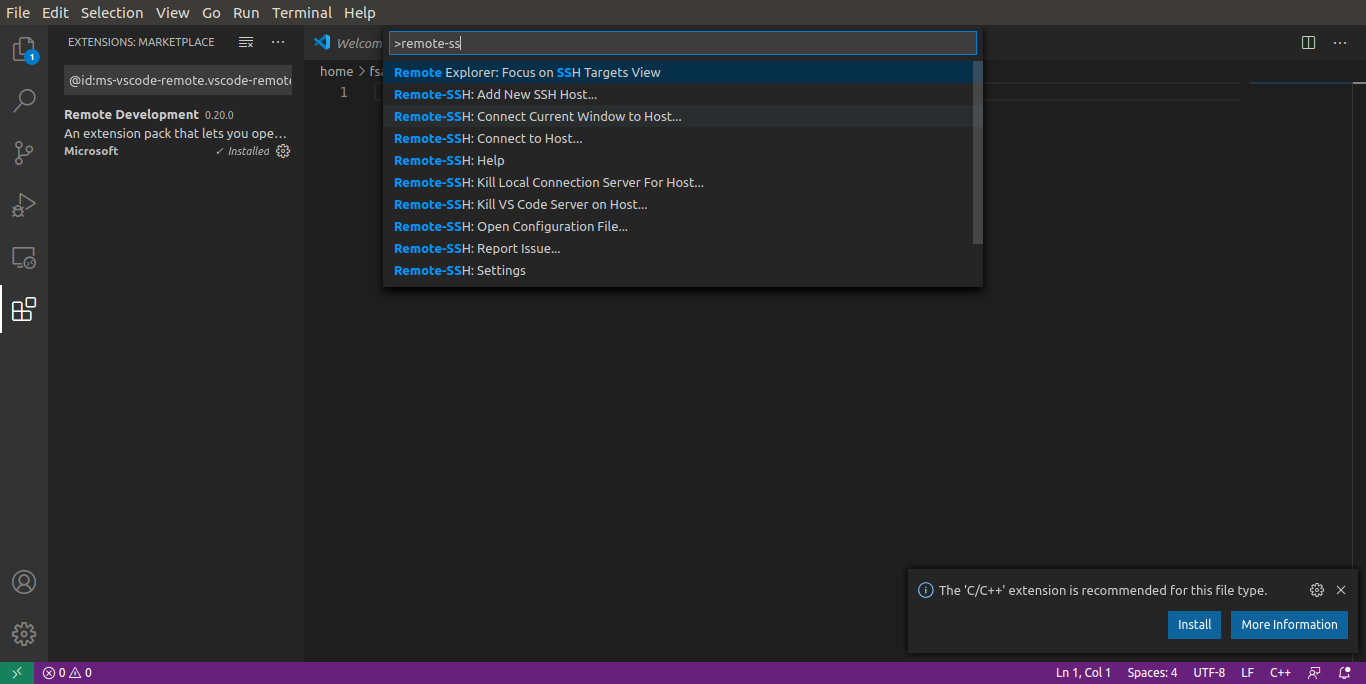 File Edit Selection View Go Run Terminal Help
EXTENSIONS: MARKETPLACE
1
@id:ms-vscode-remote.vscode-remote
Remote Development 0.20.0
An extension pack that lets you ope...
Microsoft ✓ Installed
Welcom
home > fsa
1
>remote-ss
Remote Explorer: Focus on SSH Targets View
Remote-SSH: Add New SSH Host...
Remote-SSH: Connect Current Window to Host...
Remote-SSH: Connect to Host...
Remote-SSH: Help
Remote-SSH: Kill Local Connection Server For Host...
Remote-SSH: Kill VS Code Server on Host...
Remote-SSH: Open Configuration File...
Remote-SSH: Report Issue...
Remote-SSH: Settings
The 'C/C++' extension is recommended for this file type.
Install More Information
0 0 Ln 1, Col 1 Spaces: 4 UTF-8 LF C++